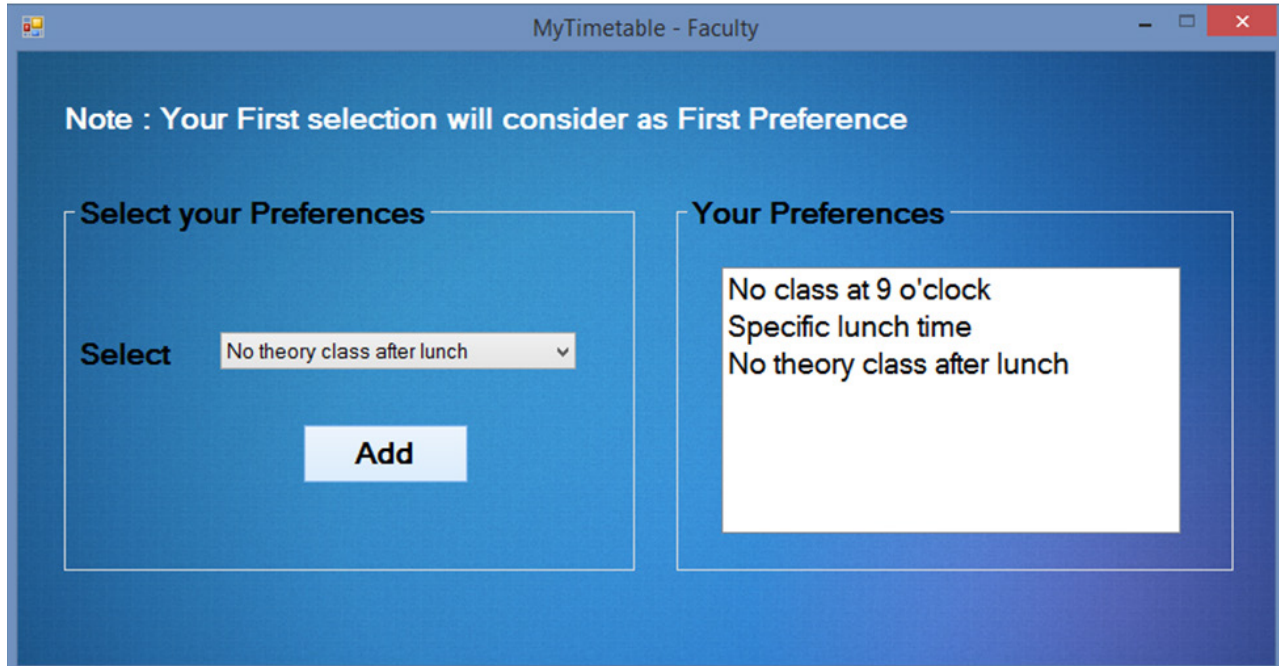 MyTimetable - Faculty
Note : Your First selection will consider as First Preference
Select your Preferences
Select
No theory class after lunch
Add
Your Preferences
No class at 9 o'clock
Specific lunch time
No theory class after lunch